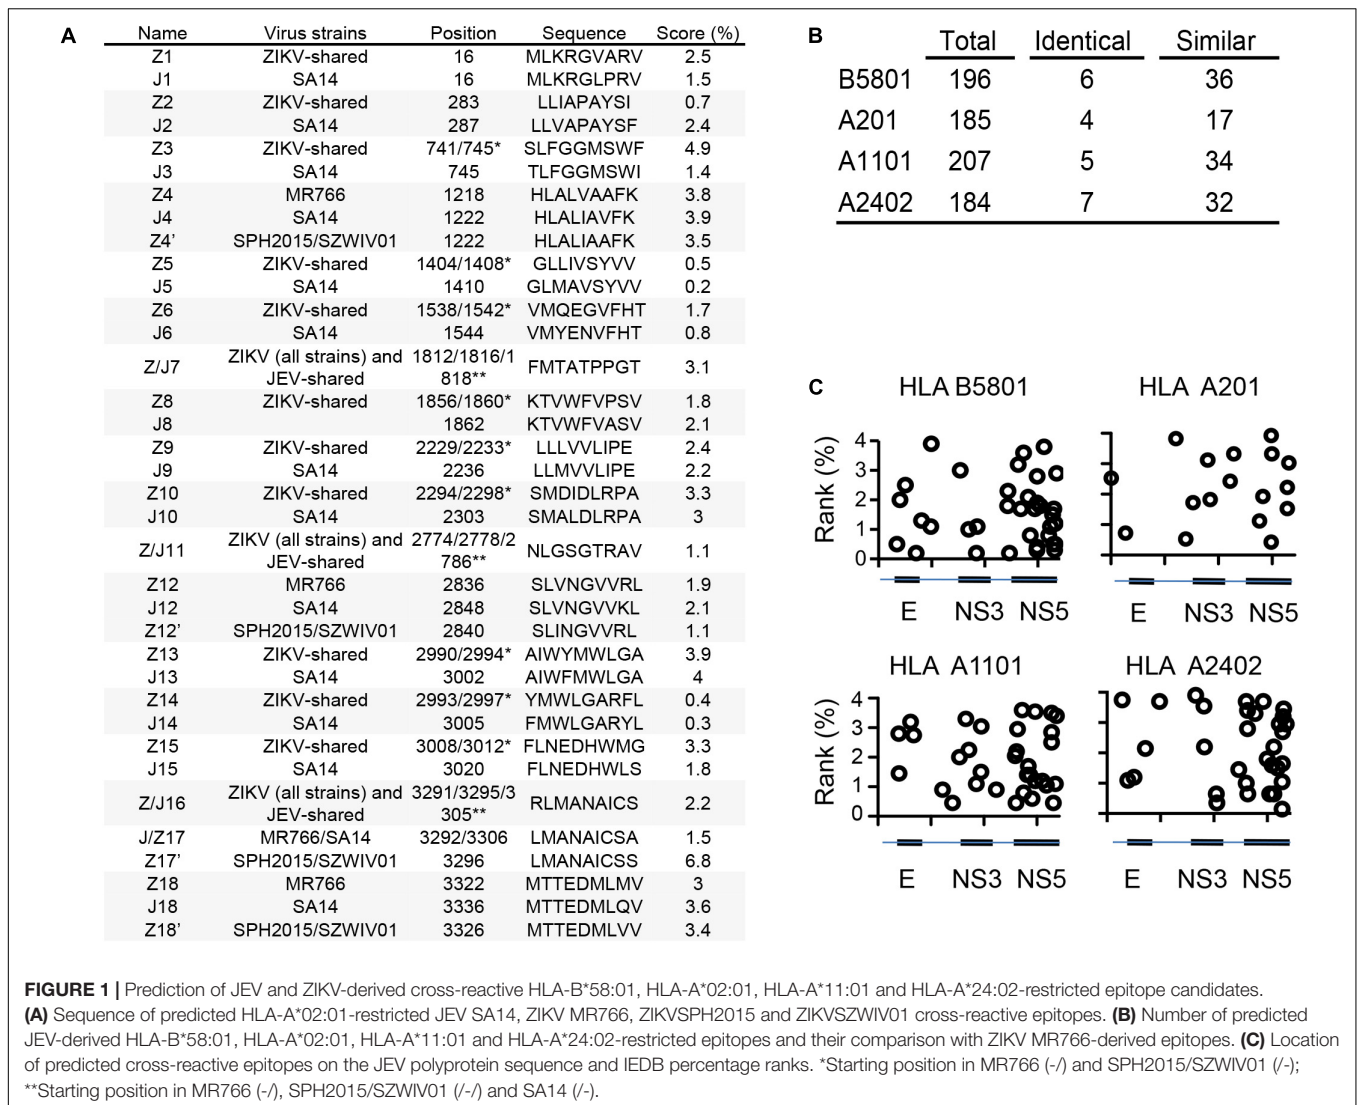 A
Name Virus strains Position Sequence Score (%)
Z1 ZIKV-shared 16 MLKRGVARV 2.5
J1 SA14 16 MLKRGLPRV 1.5
Z2 ZIKV-shared 283 LLIAPAYSI 0.7
J2 SA14 287 LLVAPAYSF 2.4
Z3 ZIKV-shared 741/745* SLFGGMSWF 4.9
J3 SA14 745 TLFGGMSWI 1.4
Z4 MR766 1218 HLALVAAFK 3.8
J4 SA14 1222 HLALIAVFK 3.9
Z4’ SPH2015/SZWIV01 1222 HLALIAAFK 3.5
Z5 ZIKV-shared 1404/1408* GLLIVSYVV 0.5
J5 SA14 1410 GLMAVSYVV 0.2
Z6 ZIKV-shared 1538/1542* VMQEGVFHT 1.7
J6 SA14 1544 VMYENVFHT 0.8
Z/J7 ZIKV (all strains) and JEV-shared 1812/1816/1 818** FMTATPPGT 3.1
Z8 ZIKV-shared 1856/1860* KTVWFVPSV 1.8
J8 1862 KTVWFVASV 2.1
Z9 ZIKV-shared 2229/2233* LLLVVLIPE 2.4
J9 SA14 2236 LLMVVLIPE 2.2
Z10 ZIKV-shared 2294/2298* SMDIDLRPA 3.3
J10 SA14 2303 SMALDLRPA 3
Z/J11 ZIKV (all strains) and JEV-shared 2774/2778/2 786** NLGSGTRAV 1.1
Z12 MR766 2836 SLVNGVVRL 1.9
J12 SA14 2848 SLVNGVVKL 2.1
Z12’ SPH2015/SZWIV01 2840 SLINGVVRL 1.1
Z13 ZIKV-shared 2990/2994* AIWYMWLGA 3.9
J13 SA14 3002 AIWFMWLGA 4
Z14 ZIKV-shared 2993/2997* YMWLGARFL 0.4
J14 SA14 3005 FMWLGARYL 0.3
Z15 ZIKV-shared 3008/3012* FLNEDHWMG 3.3
J15 SA14 3020 FLNEDHWLS 1.8
Z/J16 ZIKV (all strains) and JEV-shared 3291/3295/3 305** RLMANAICS 2.2
J/Z17 MR766/SA14 3292/3306 LMANAICSA 1.5
Z17’ SPH2015/SZWIV01 3296 LMANAICSS 6.8
Z18 MR766 3322 MTTEDMLMV 3
J18 SA14 3336 MTTEDMLQV 3.6
Z18’ SPH2015/SZWIV01 3326 MTTEDMLVV 3.4
B
Total Identical Similar
B5801 196 6 36
A201 185 4 17
A1101 207 5 34
A2402 184 7 32
C
HLA B5801 HLA A201
Rank (%)
4
3
2
1
0
E NS3 NS5 E NS3 NS5
HLA A1101 HLA A2402
Rank (%)
4
3
2
1
0
E NS3 NS5 E NS3 NS5
FIGURE 1 | Prediction of JEV and ZIKV-derived cross-reactive HLA-B*58:01, HLA-A*02:01, HLA-A*11:01 and HLA-A*24:02-restricted epitope candidates.
(A) Sequence of predicted HLA-A*02:01-restricted JEV SA14, ZIKV MR766, ZIKVSPH2015 and ZIKVSZWIV01 cross-reactive epitopes. (B) Number of predicted
JEV-derived HLA-B*58:01, HLA-A*02:01, HLA-A*11:01 and HLA-A*24:02-restricted epitopes and their comparison with ZIKV MR766-derived epitopes. (C) Location
of predicted cross-reactive epitopes on the JEV polyprotein sequence and IEDB percentage ranks. *Starting position in MR766 (-/) and SPH2015/SZWIV01 (/-);
**Starting position in MR766 (-/), SPH2015/SZWIV01 (/-/) and SA14 (/-).